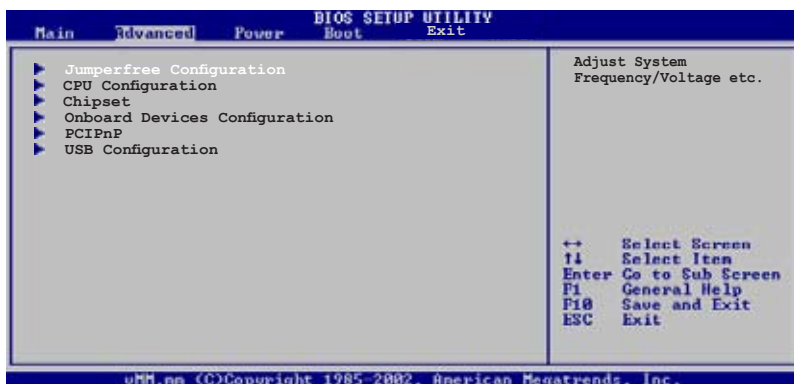 BIOS SETUP UTILITY
Main Advanced Power Boot Exit
Jumperfree Configuration
CPU Configuration
Chipset
Onboard Devices Configuration
PCIPnP
USB Configuration
Adjust System
Frequency/Voltage etc.
↔ Select Screen
↑↓ Select Item
Enter Go to Sub Screen
F1 General Help
F10 Save and Exit
ESC Exit
vMM.mm (C)Copyright 1985-2002, American Megatrends, Inc.